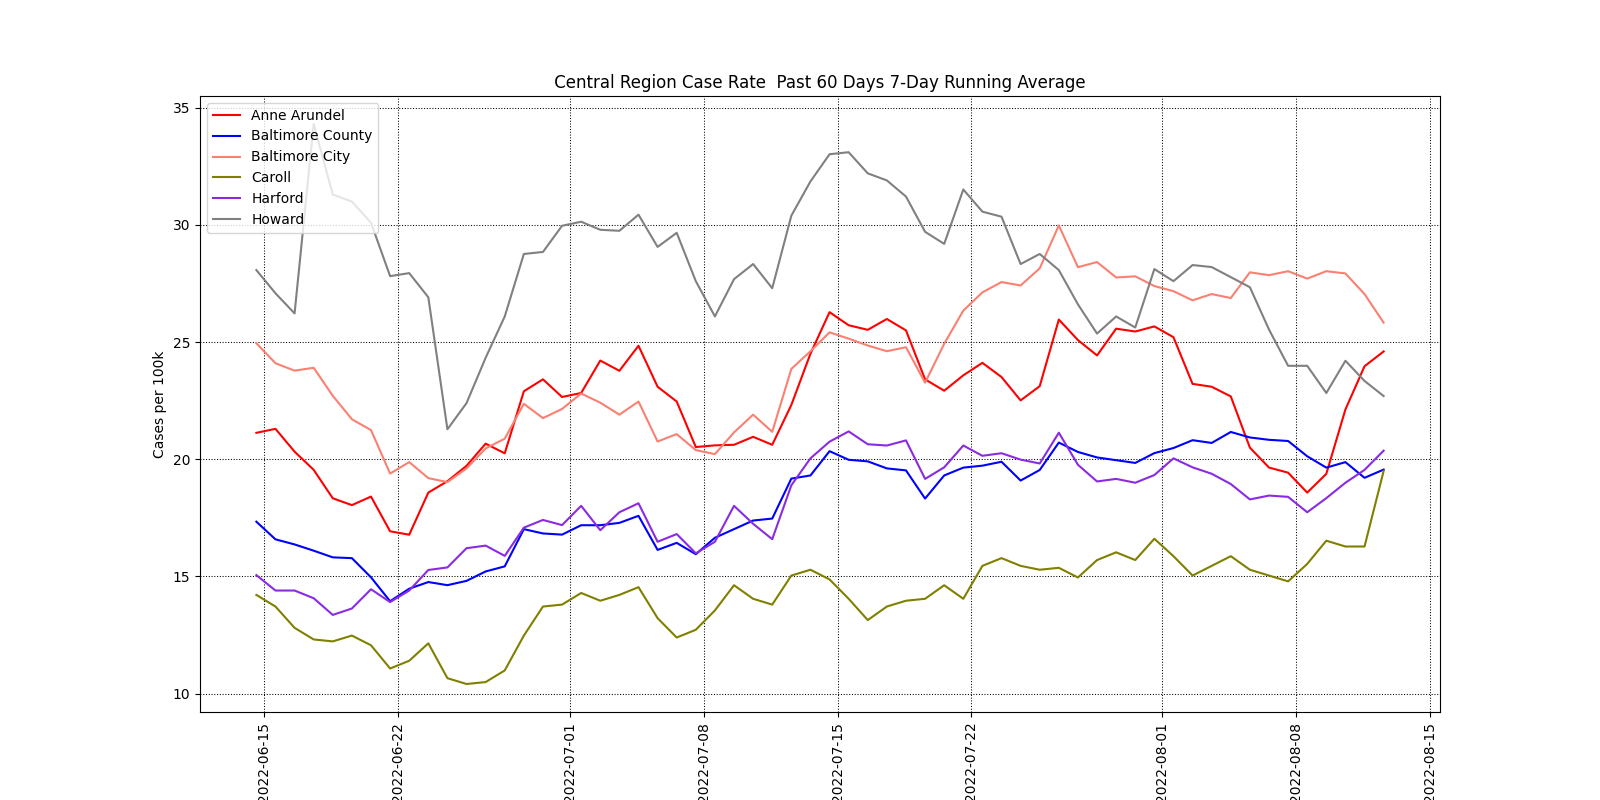 Central Region Case Rate  Past 60 Days 7-Day Running Average
Cases per 100k
35
30
25
20
15
10
Anne Arundel
Baltimore County
Baltimore City
Caroll
Harford
Howard
2022-06-15
2022-06-22
2022-07-01
2022-07-08
2022-07-15
2022-07-22
2022-08-01
2022-08-08
2022-08-15